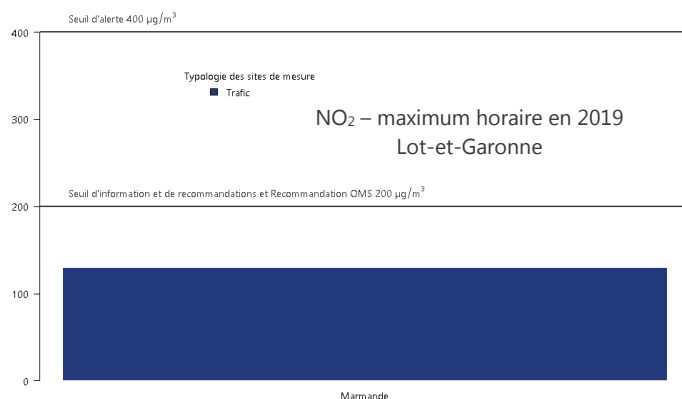 Seuil d'alerte 400 µg/m³
400
Typologie des sites de mesure
Trafic
NO₂ – maximum horaire en 2019
Lot-et-Garonne
300
Seuil d'information et de recommandations et Recommandation OMS 200 µg/m³
200
100
0
Marmande